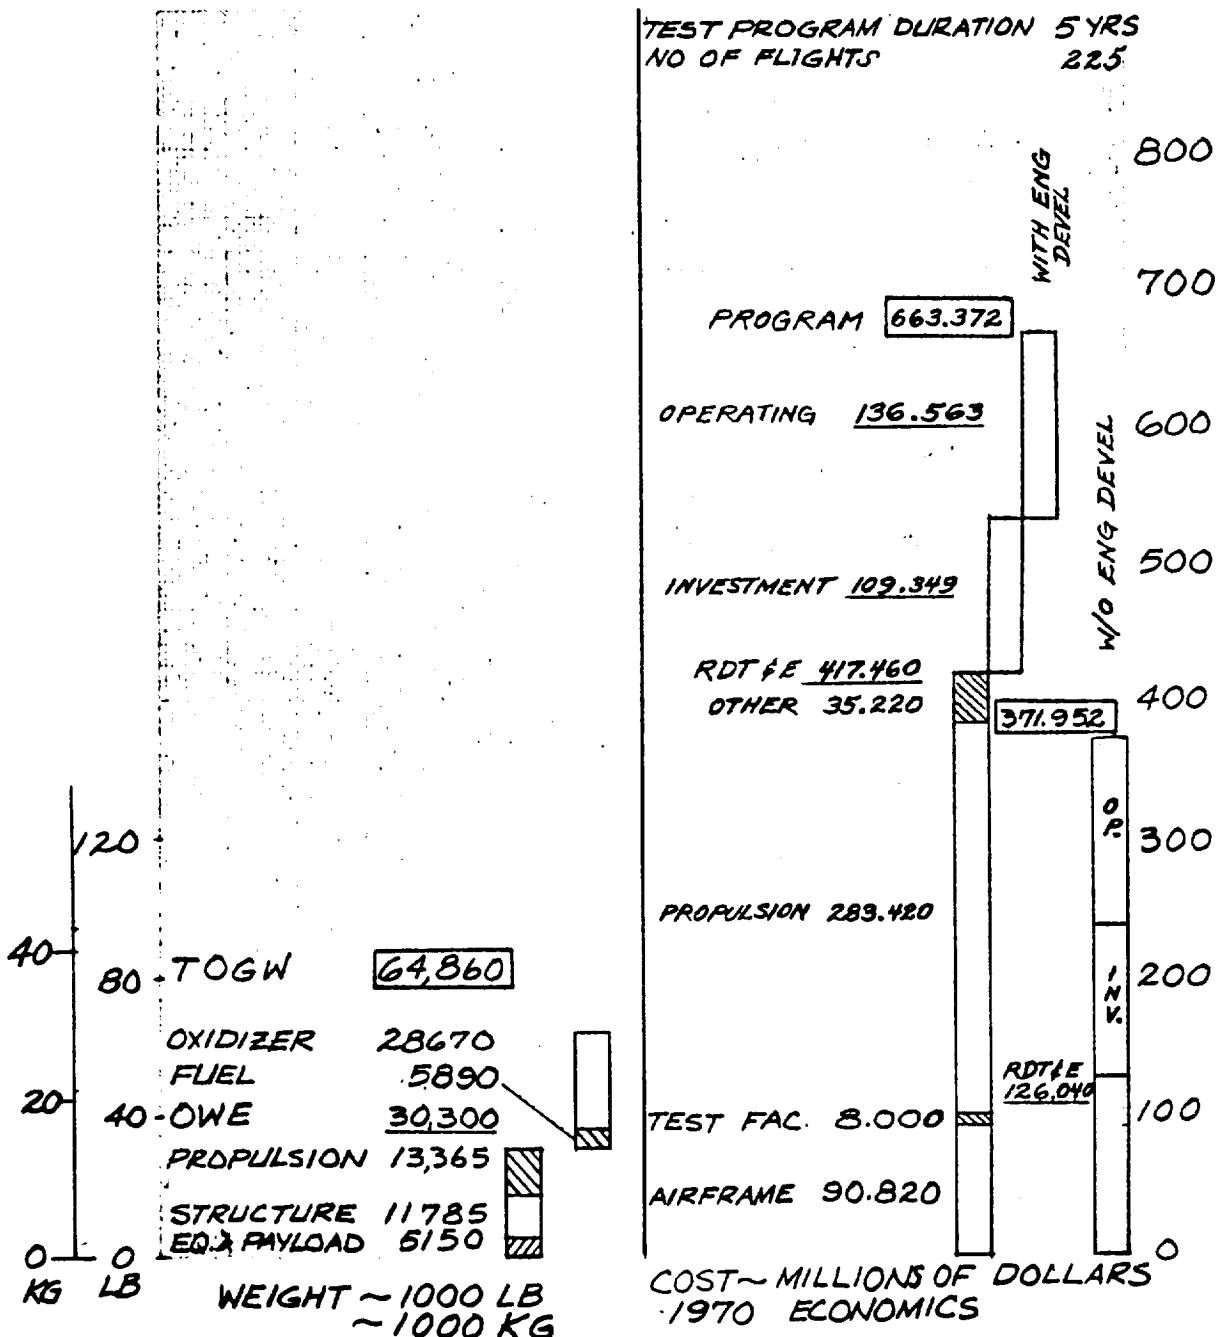 TEST PROGRAM DURATION 5 YRS
NO OF FLIGHTS 225
800
WITH ENG
DEVEL
700
PROGRAM 663.372
OPERATING 136.563
600
W/O ENG DEVEL
500
INVESTMENT 109.349
RDT & E 417.460
OTHER 35.220
400
371.952
OP.
300
PROPULSION 283.420
200
INV.
RDT & E
126.040
100
TEST FAC. 8.000
AIRFRAME 90.820
0
COST ~ MILLIONS OF DOLLARS
1970 ECONOMICS
120
40
80
TOGW 64,860
OXIDIZER 28670
FUEL 5890
20
40
OWE 30,300
PROPULSION 13,365
STRUCTURE 11785
EQ. & PAYLOAD 5150
0 0
KG LB
WEIGHT ~ 1000 LB
~ 1000 KG